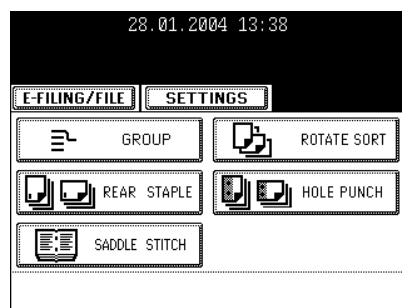 28.01.2004 13:38
E-FILING/FILE SETTINGS
GROUP ROTATE SORT
REAR STAPLE HOLE PUNCH
SADDLE STITCH